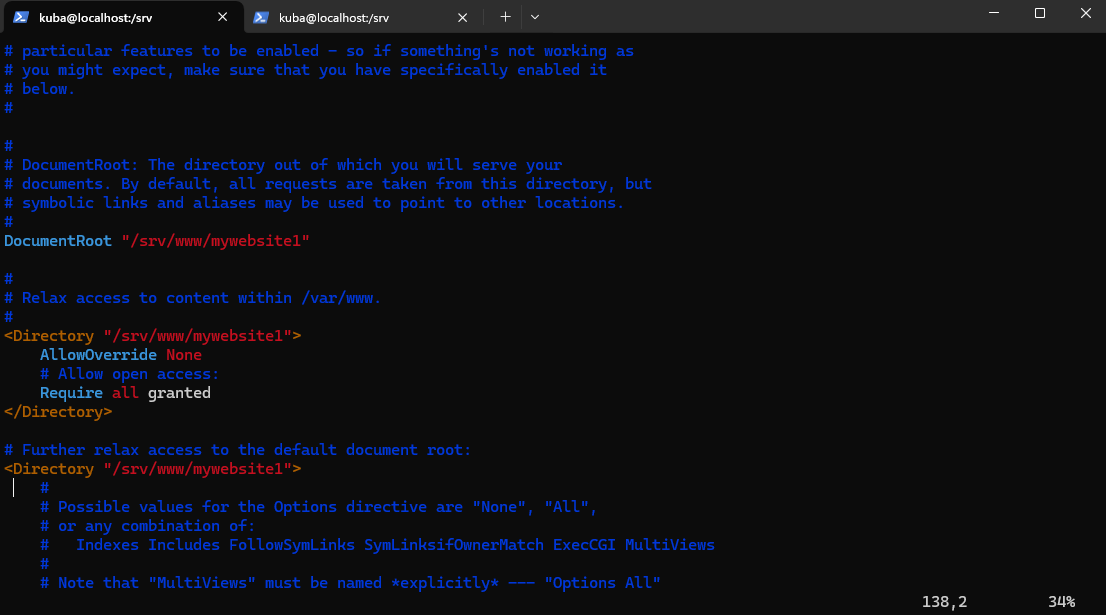 kuba@localhost:/srv
kuba@localhost:/srv
# particular features to be enabled - so if something's not working as
# you might expect, make sure that you have specifically enabled it
# below.
#
#
# DocumentRoot: The directory out of which you will serve your
# documents. By default, all requests are taken from this directory, but
# symbolic links and aliases may be used to point to other locations.
#
DocumentRoot "/srv/www/mywebsite1"
#
# Relax access to content within /var/www.
#
<Directory "/srv/www/mywebsite1">
    AllowOverride None
    # Allow open access:
    Require all granted
</Directory>
# Further relax access to the default document root:
<Directory "/srv/www/mywebsite1">
    #
    # Possible values for the Options directive are "None", "All",
    # or any combination of:
    #   Indexes Includes FollowSymLinks SymLinksifOwnerMatch ExecCGI MultiViews
    #
    # Note that "MultiViews" must be named *explicitly* --- "Options All"
138,2 34%